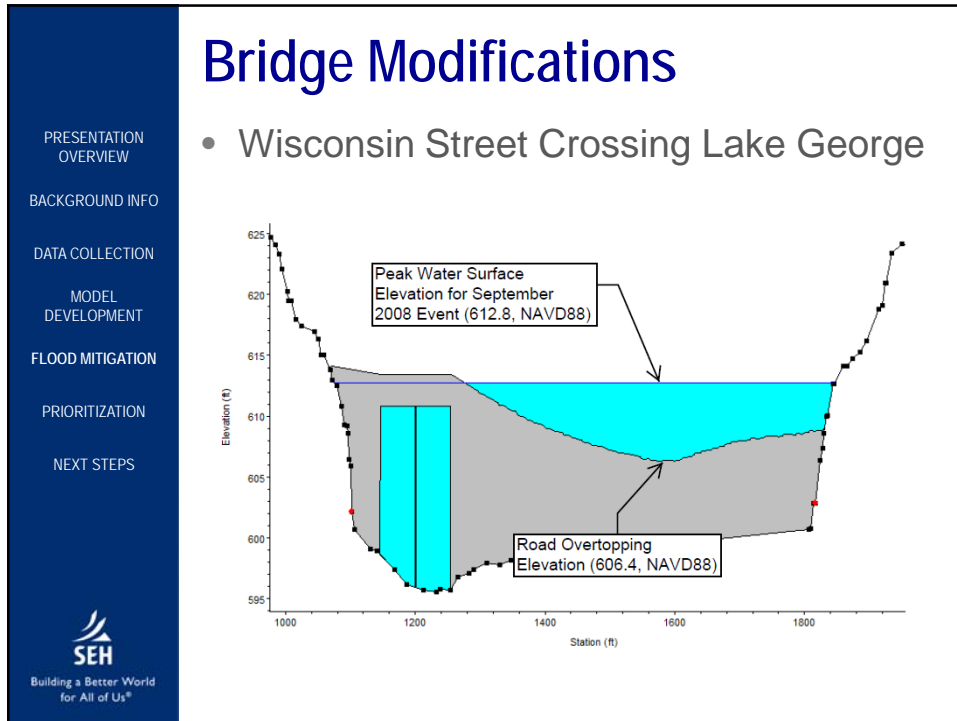 Bridge Modifications
PRESENTATION
OVERVIEW
BACKGROUND INFO
DATA COLLECTION
MODEL
DEVELOPMENT
FLOOD MITIGATION
PRIORITIZATION
NEXT STEPS
SEH
Building a Better World
for All of Us®
• Wisconsin Street Crossing Lake George
Elevation (ft)
625
620
615
610
605
600
595
Peak Water Surface
Elevation for September
2008 Event (612.8, NAVD88)
Road Overtopping
Elevation (606.4, NAVD88)
1000 1200 1400 1600 1800
Station (ft)